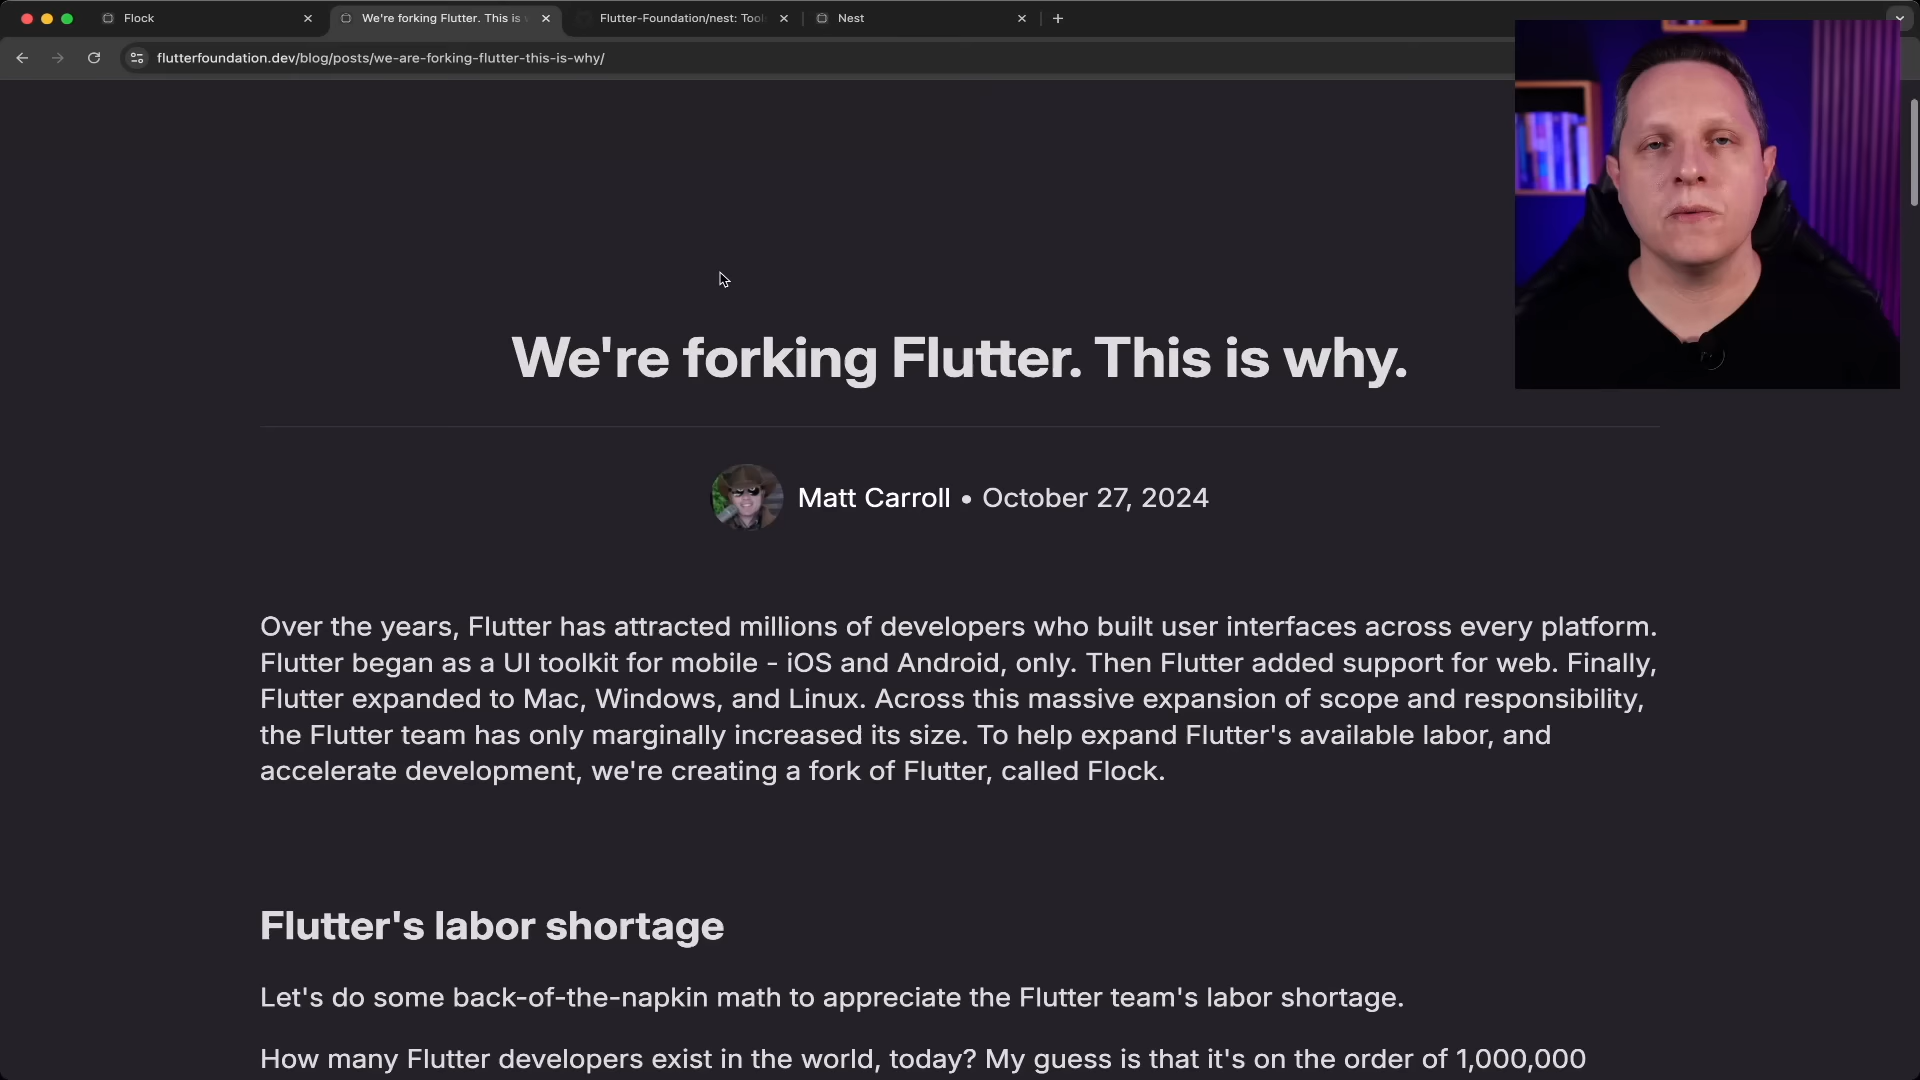 Flock
We're forking Flutter. This is
Flutter-Foundation/nest: Tool
Nest
flutterfoundation.dev/blog/posts/we-are-forking-flutter-this-is-why/
We're forking Flutter. This is why.
Matt Carroll • October 27, 2024
Over the years, Flutter has attracted millions of developers who built user interfaces across every platform.
Flutter began as a UI toolkit for mobile - iOS and Android, only. Then Flutter added support for web. Finally,
Flutter expanded to Mac, Windows, and Linux. Across this massive expansion of scope and responsibility,
the Flutter team has only marginally increased its size. To help expand Flutter's available labor, and
accelerate development, we're creating a fork of Flutter, called Flock.
Flutter's labor shortage
Let's do some back-of-the-napkin math to appreciate the Flutter team's labor shortage.
How many Flutter developers exist in the world, today? My guess is that it's on the order of 1,000,000